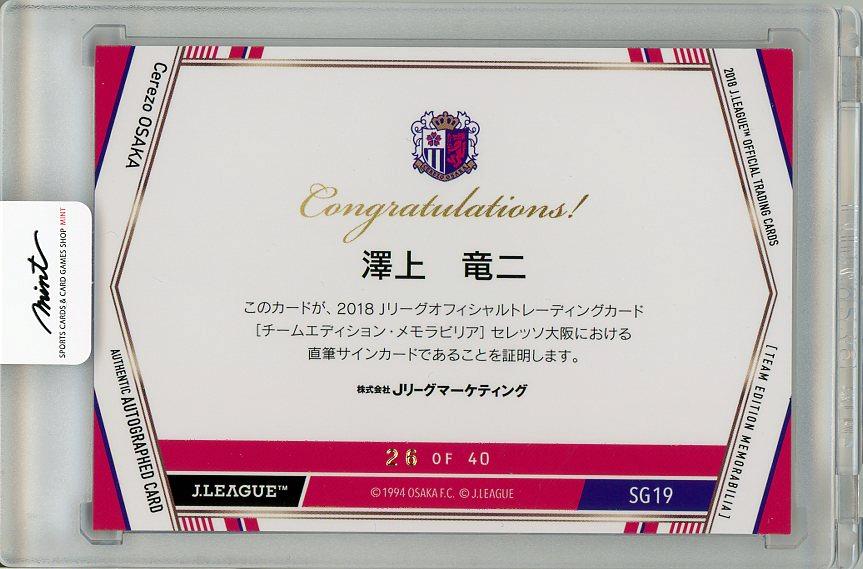 Cerezo OSAKA
2018 J.LEAGUE™ OFFICIAL TRADING CARDS
CEREZO OSAKA
Congratulations!
澤上　竜二
このカードが、2018 Jリーグオフィシャルトレーディングカード
［チームエディション・メモラビリア］セレッソ大阪における
直筆サインカードであることを証明します。
株式会社 Jリーグマーケティング
mint
SPORTS CARDS & CARD GAMES SHOP MINT
AUTHENTIC AUTOGRAPHED CARD
[TEAM EDITION MEMORABILIA]
26 OF 40
J.LEAGUE™
©1994 OSAKA F.C. © J.LEAGUE
SG19